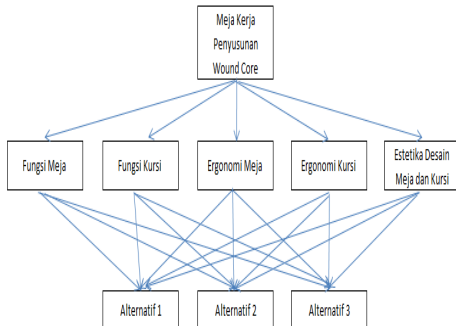 Meja Kerja
Penyusunan
Wound Core
Fungsi Meja
Fungsi Kursi
Ergonomi Meja
Ergonomi Kursi
Estetika Desain
Meja dan Kursi
Alternatif 1
Alternatif 2
Alternatif 3